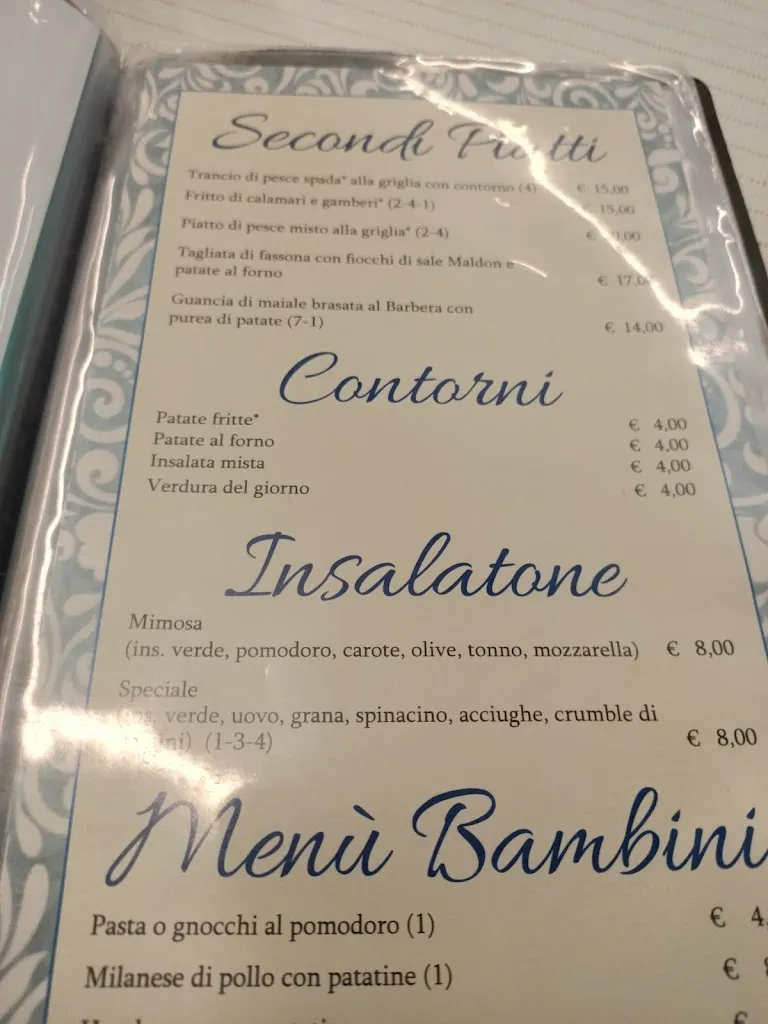 Secondi Piatti
Trancio di pesce spada* alla griglia con contorno (4) € 15,00
Fritto di calamari e gamberi* (2-4-1) 15,00
Piatto di pesce misto alla griglia* (2-4) €
Tagliata di fassona con fiocchi di sale Maldon e
patate al forno € 17,00
Guancia di maiale brasata al Barbera con
purea di patate (7-1) € 14,00
Contorni
Patate fritte* € 4,00
Patate al forno € 4,00
Insalata mista € 4,00
Verdura del giorno € 4,00
Insalatone
Mimosa
(ins. verde, pomodoro, carote, olive, tonno, mozzarella) € 8,00
Speciale
(ins. verde, uovo, grana, spinacino, acciughe, crumble di
(1-3-4) € 8,00
Menù Bambini
Pasta o gnocchi al pomodoro (1) € 4,
Milanese di pollo con patatine (1) €
€